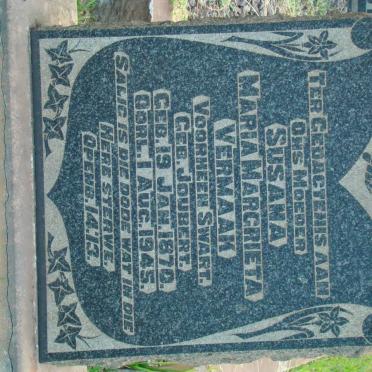 TER GEDAGTENIS AAN
ONS MOEDER
SUSANA
MARIA MARGRIETA
VERMAAK
VOORHEEN SWART.
GEB. JOUBERT.
GEB. 19 JAN. 1870.
OORL. 1 AUG. 1945.
SALIG IS DIE DODE, WAT IN DIE
HERE STERWE.
OPENB. 14:13.